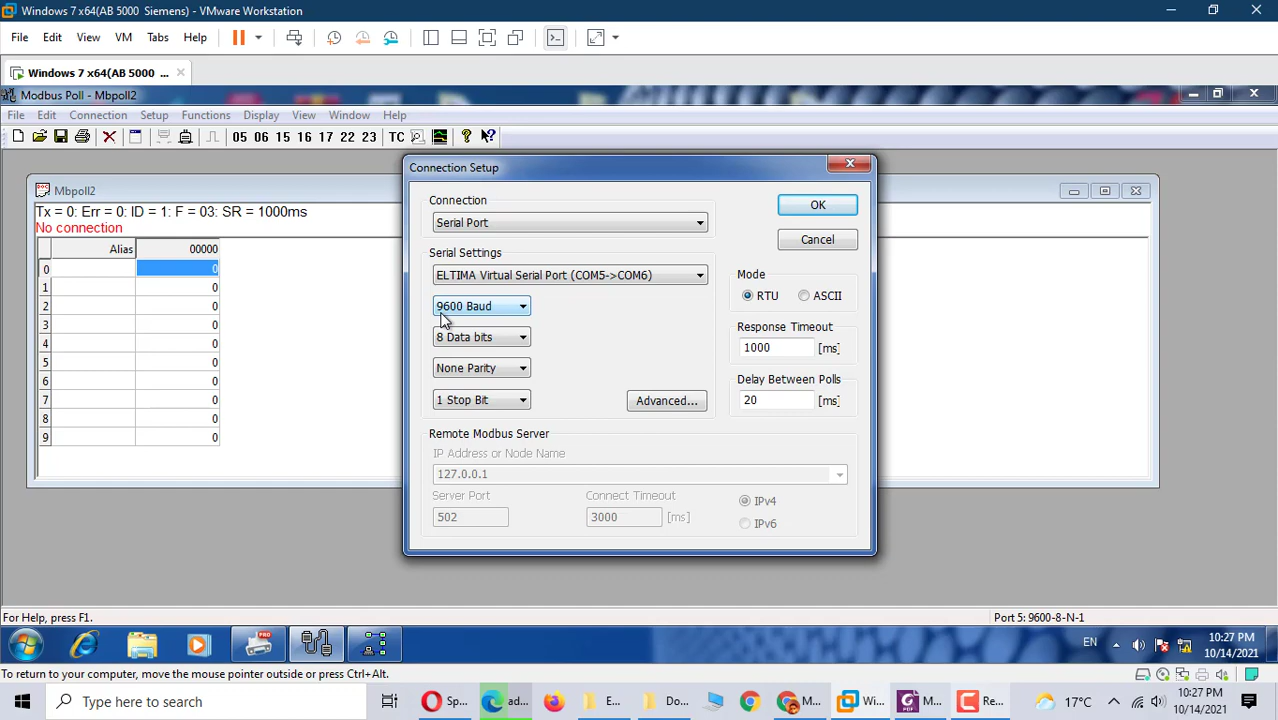 Windows 7 x64(AB 5000 Siemens) - VMware Workstation
File Edit View VM Tabs Help
Windows 7 x64(AB 5000 ...
Modbus Poll - Mbpoll2
File Edit Connection Setup Functions Display View Window Help
05 06 15 16 17 22 23 TC
Mbpoll2
Tx = 0: Err = 0: ID = 1: F = 03: SR = 1000ms
No connection
Alias 00000
0 0
1 0
2 0
3 0
4 0
5 0
6 0
7 0
8 0
9 0
Connection Setup
Connection
Serial Port
OK
Cancel
Serial Settings
ELTIMA Virtual Serial Port (COM5->COM6)
9600 Baud
8 Data bits
None Parity
1 Stop Bit
Advanced...
Mode
RTU ASCII
Response Timeout
1000 [ms]
Delay Between Polls
20 [ms]
Remote Modbus Server
IP Address or Node Name
127.0.0.1
Server Port Connect Timeout
502 3000 [ms]
IPv4
IPv6
For Help, press F1.
Port 5: 9600-8-N-1
PRO
EN
10:27 PM
10/14/2021
To return to your computer, move the mouse pointer outside or press Ctrl+Alt.
Type here to search
Sp...
ad...
E...
Do...
M...
Wi...
M...
Re...
17°C
10:27 PM
10/14/2021